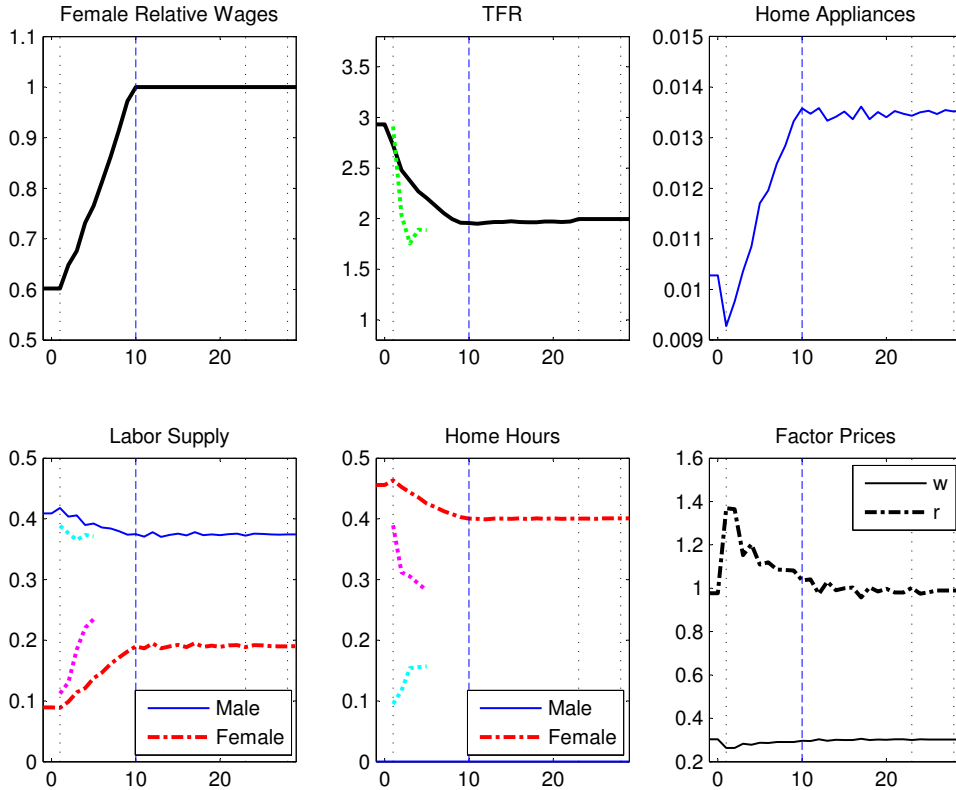 Female Relative Wages
TFR
Home Appliances
1.1
1
0.9
0.8
0.7
0.6
0.5
0 10 20
3.5
3
2.5
2
1.5
1
0 10 20
0.015
0.014
0.013
0.012
0.011
0.01
0.009
0 10 20
Labor Supply
Home Hours
Factor Prices
0.5
0.4
0.3
0.2
0.1
0
0 10 20
Male
Female
0.5
0.4
0.3
0.2
0.1
0
0 10 20
Male
Female
1.6
1.4
1.2
1
0.8
0.6
0.4
0.2
0 10 20
w
r